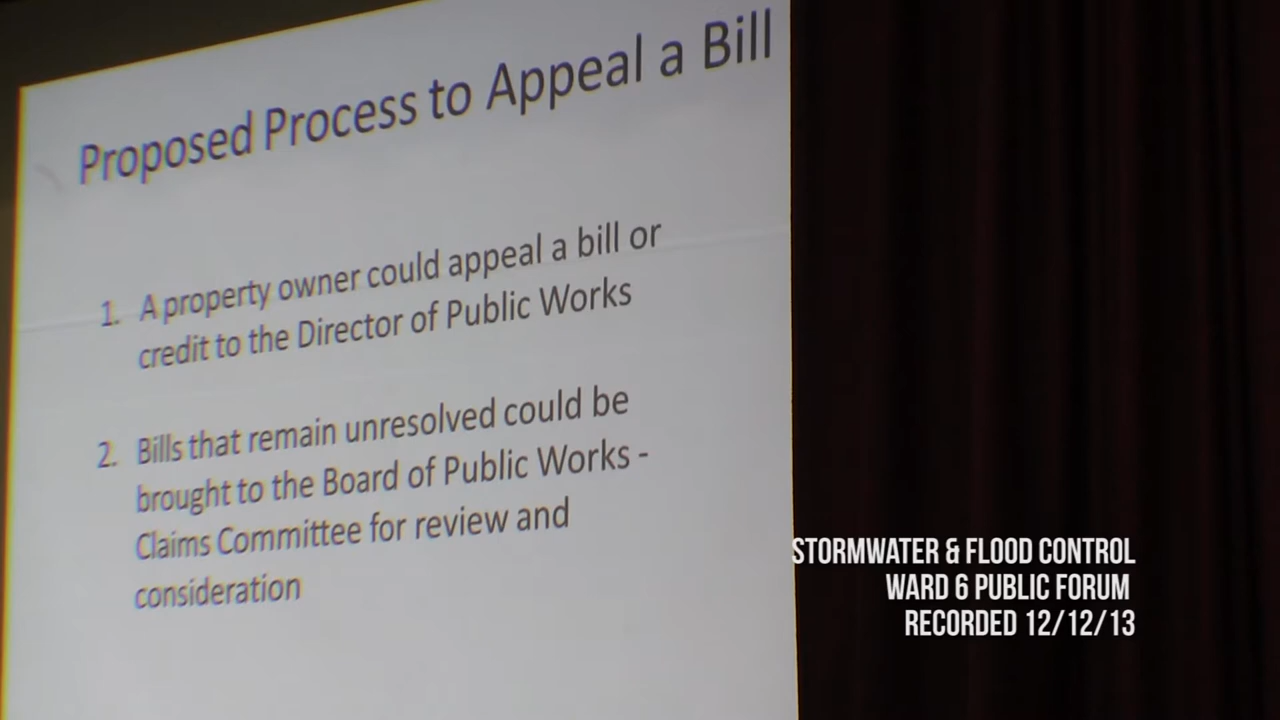 Proposed Process to Appeal a Bill
1. A property owner could appeal a bill or
credit to the Director of Public Works
2. Bills that remain unresolved could be
brought to the Board of Public Works -
Claims Committee for review and
consideration
STORMWATER & FLOOD CONTROL
WARD 6 PUBLIC FORUM
RECORDED 12/12/13